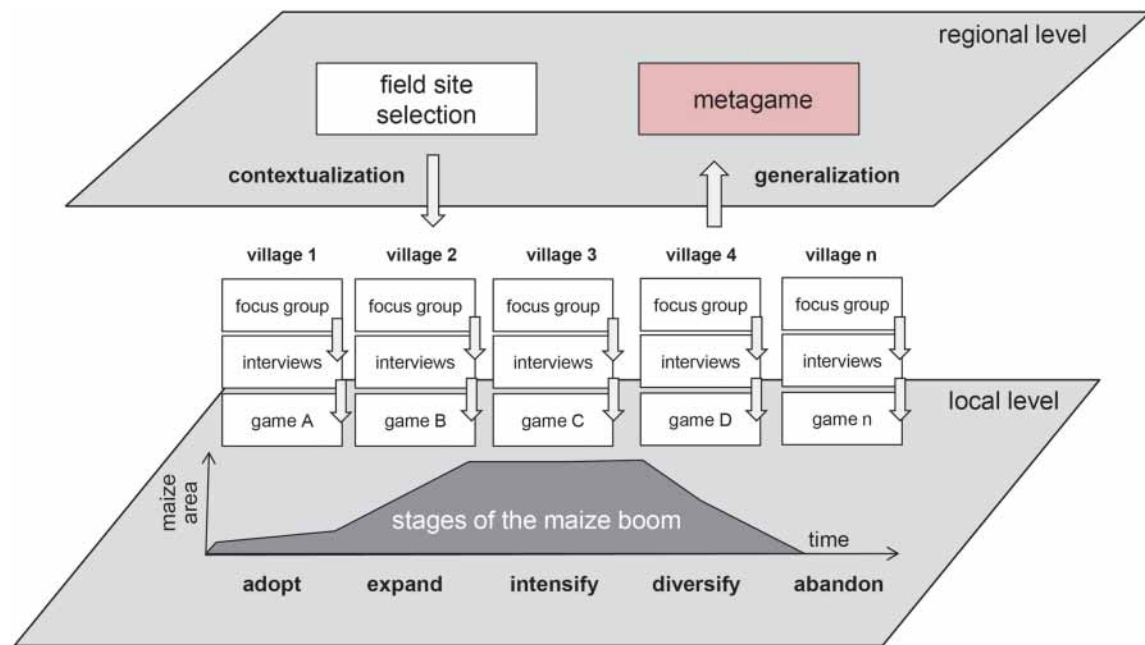 regional level
field site
selection
metagame
contextualization
generalization
village 1
village 2
village 3
village 4
village n
focus group
focus group
focus group
focus group
focus group
interviews
interviews
interviews
interviews
interviews
local level
game A
game B
game C
game D
game n
maize
area
stages of the maize boom
time
adopt
expand
intensify
diversify
abandon